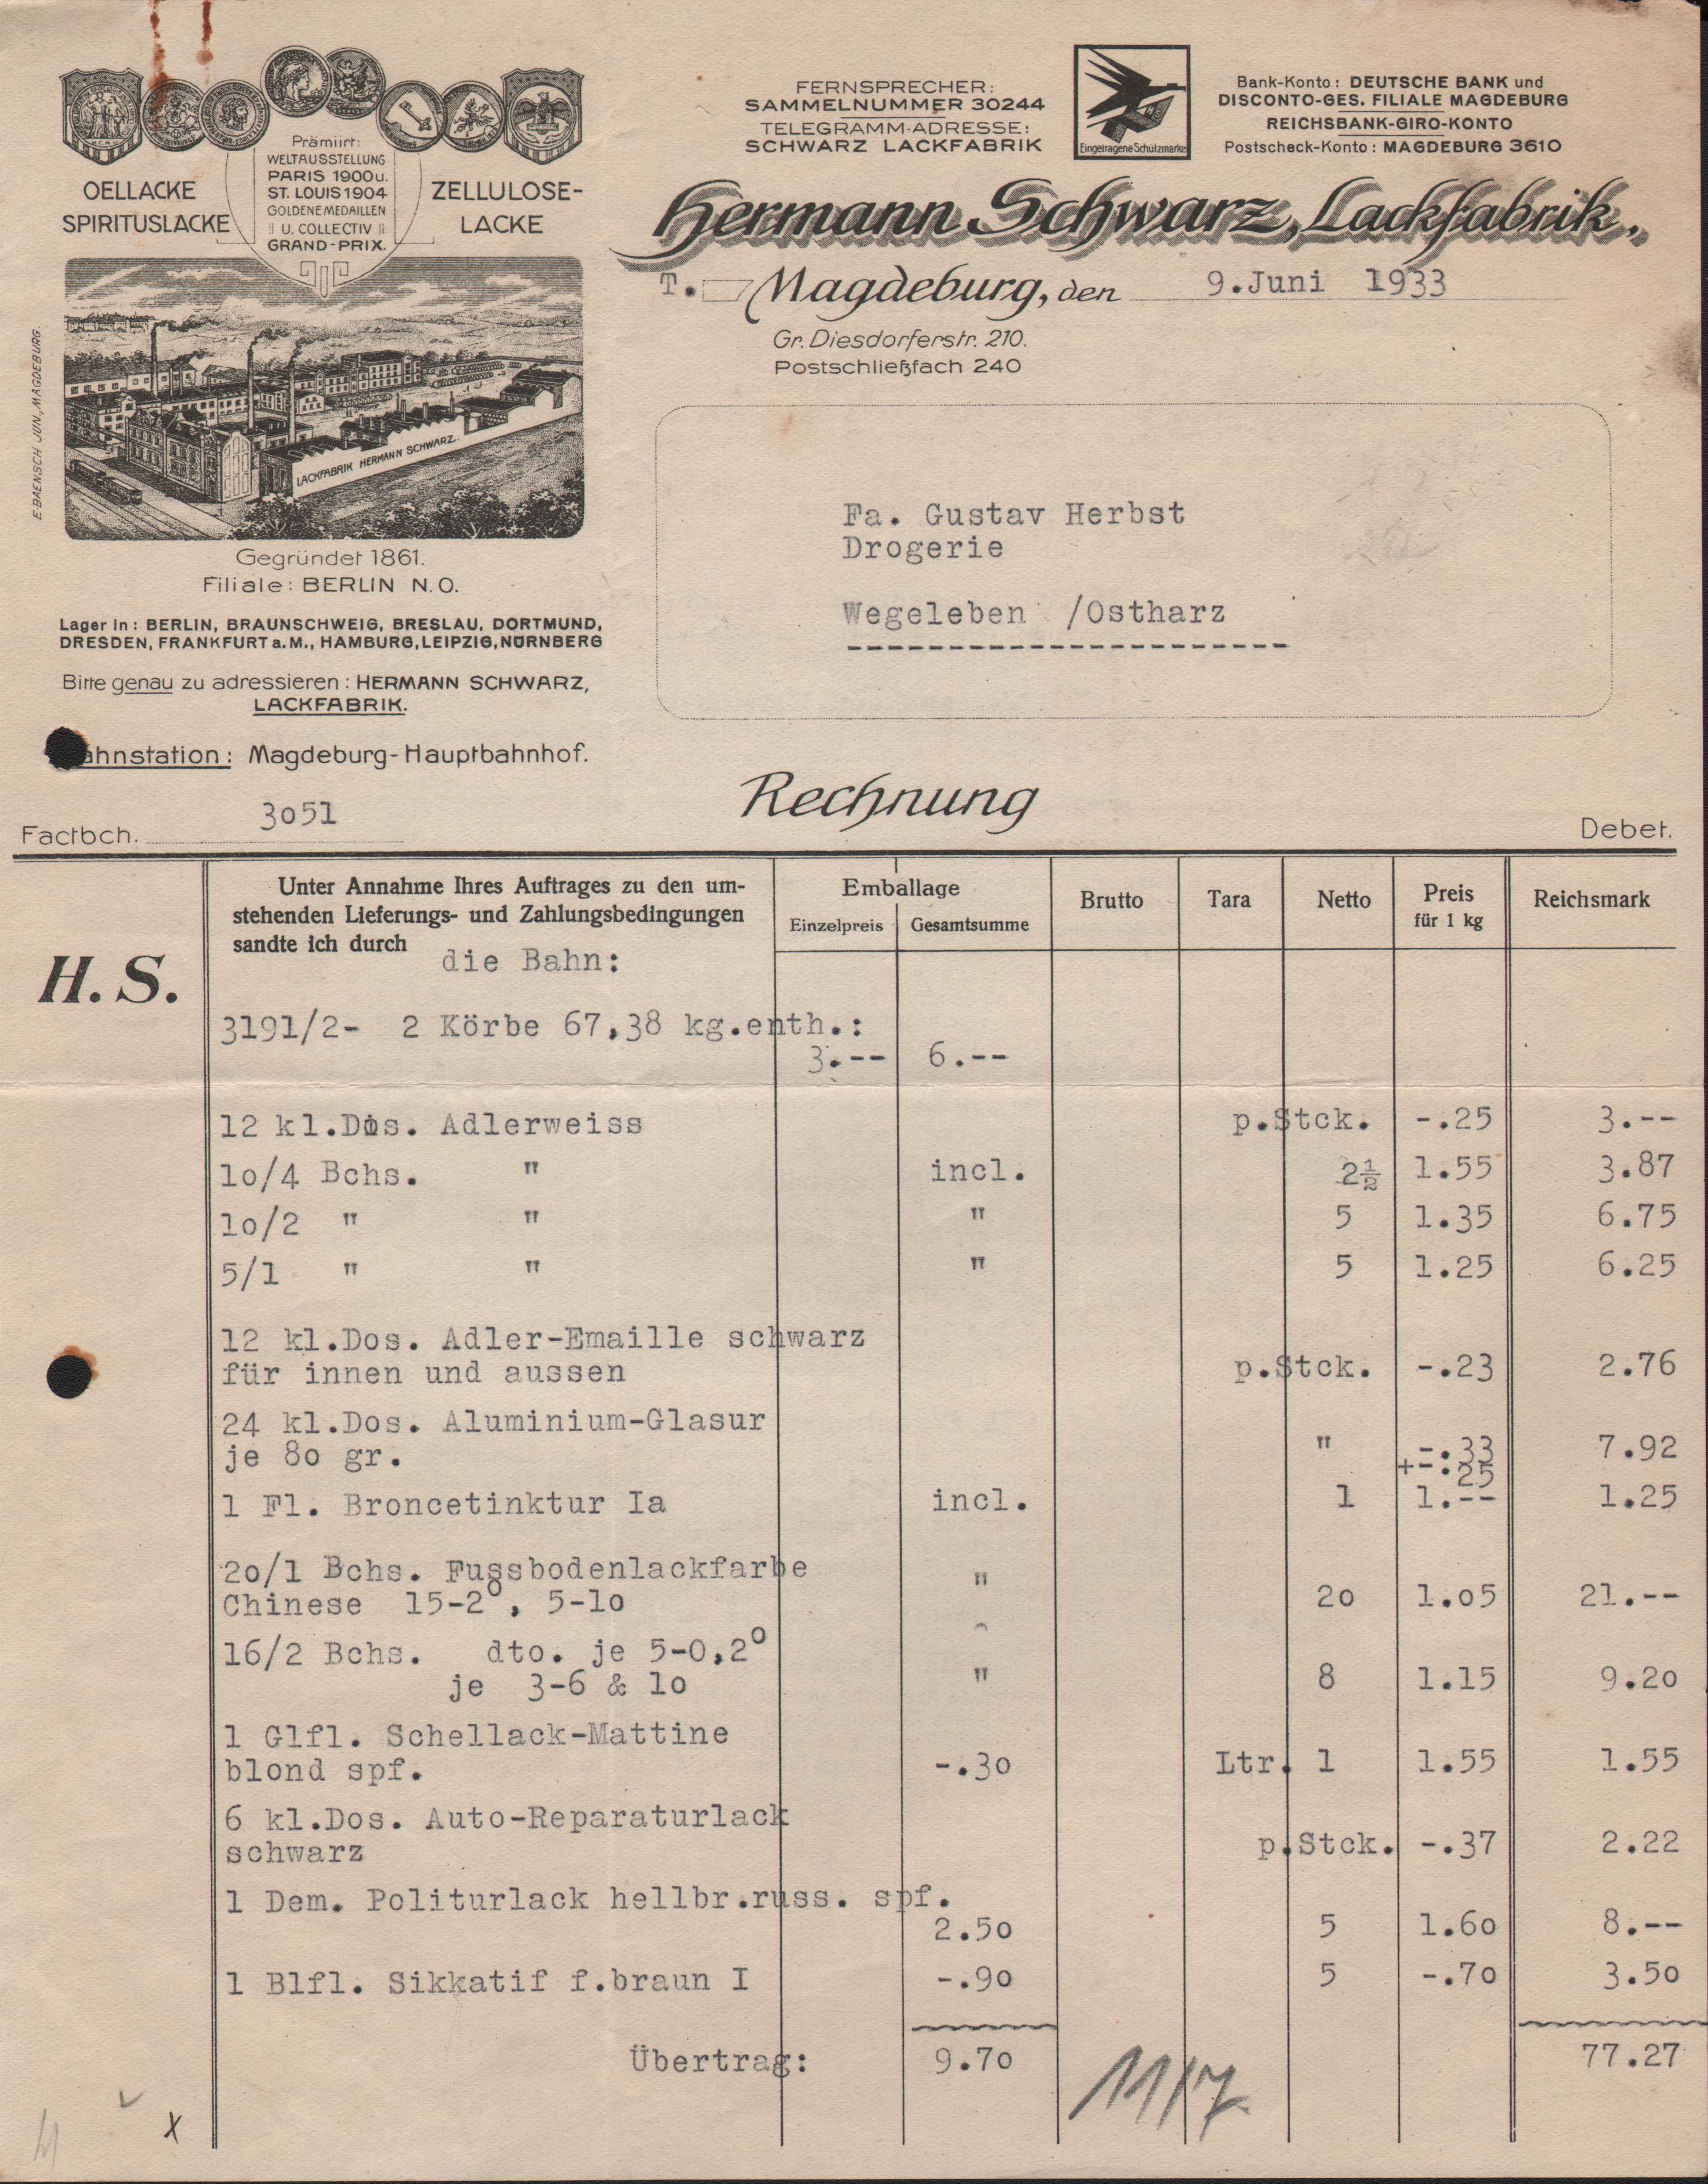 Prämiirt:
WELTAUSSTELLUNG
PARIS 1900 u.
ST. LOUIS 1904
GOLDENE MEDAILLEN
U. COLLECTIV
GRAND-PRIX.
OELLACKE
SPIRITUSLACKE
ZELLULOSE-
LACKE
FERNSPRECHER:
SAMMELNUMMER 30244
TELEGRAMM-ADRESSE:
SCHWARZ LACKFABRIK
Eingetragene Schutzmarke
Bank-Konto: DEUTSCHE BANK und
DISCONTO-GES. FILIALE MAGDEBURG
REICHSBANK-GIRO-KONTO
Postscheck-Konto: MAGDEBURG 3610
Hermann Schwarz, Lackfabrik.
T. Magdeburg, den 9.Juni 1933
Gr. Diesdorferstr. 210.
Postschließfach 240
E. BAENSCH JUN., MAGDEBURG.
LACKFABRIK HERMANN SCHWARZ.
Gegründet 1861.
Filiale: BERLIN N.O.
Lager in: BERLIN, BRAUNSCHWEIG, BRESLAU, DORTMUND,
DRESDEN, FRANKFURT a.M., HAMBURG, LEIPZIG, NÜRNBERG
Bitte genau zu adressieren: HERMANN SCHWARZ,
LACKFABRIK.
ahnstation: Magdeburg-Hauptbahnhof.
Fa. Gustav Herbst
Drogerie
Wegeleben /Ostharz
Rechnung
Factbch. 3051
Debet.
Unter Annahme Ihres Auftrages zu den um-
stehenden Lieferungs- und Zahlungsbedingungen
sandte ich durch die Bahn:
Emballage
Einzelpreis Gesamtsumme
Brutto Tara Netto Preis für 1 kg Reichsmark
H. S.
3191/2- 2 Körbe 67,38 kg.enth.:
3.-- 6.--
12 kl.Dos. Adlerweiss p.Stck. -.25 3.--
10/4 Bchs. " incl. 2½ 1.55 3.87
10/2 " " " 5 1.35 6.75
5/1 " " " 5 1.25 6.25
12 kl.Dos. Adler-Emaille schwarz
für innen und aussen p.Stck. -.23 2.76
24 kl.Dos. Aluminium-Glasur
je 80 gr. " -.33 7.92
+-.25
1 Fl. Broncetinktur Ia incl. 1 1.-- 1.25
20/1 Bchs. Fussbodenlackfarbe "
Chinese 15-2⁰, 5-10 20 1.05 21.--
16/2 Bchs. dto. je 5-0,2⁰
je 3-6 & 10 " 8 1.15 9.20
1 Glfl. Schellack-Mattine
blond spf. -.30 Ltr. 1 1.55 1.55
6 kl.Dos. Auto-Reparaturlack
schwarz p.Stck. -.37 2.22
1 Dem. Politurlack hellbr.russ. spf.
2.50 5 1.60 8.--
1 Blfl. Sikkatif f.braun I -.90 5 -.70 3.50
Übertrag: 9.70 77.27
11/7.
x